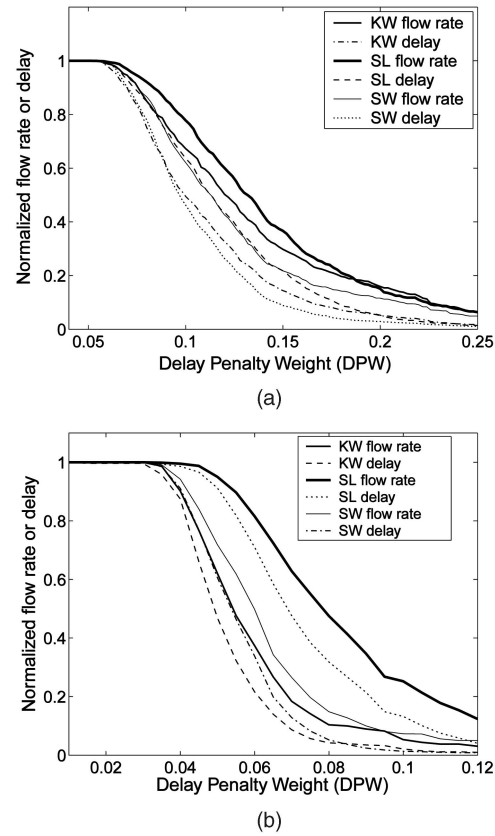 Normalized flow rate or delay
1
0.8
0.6
0.4
0.2
0
KW flow rate
KW delay
SL flow rate
SL delay
SW flow rate
SW delay
0.05 0.1 0.15 0.2 0.25
Delay Penalty Weight (DPW)
(a)
Normalized flow rate or delay
1
0.8
0.6
0.4
0.2
0
KW flow rate
KW delay
SL flow rate
SL delay
SW flow rate
SW delay
0.02 0.04 0.06 0.08 0.1 0.12
Delay Penalty Weight (DPW)
(b)